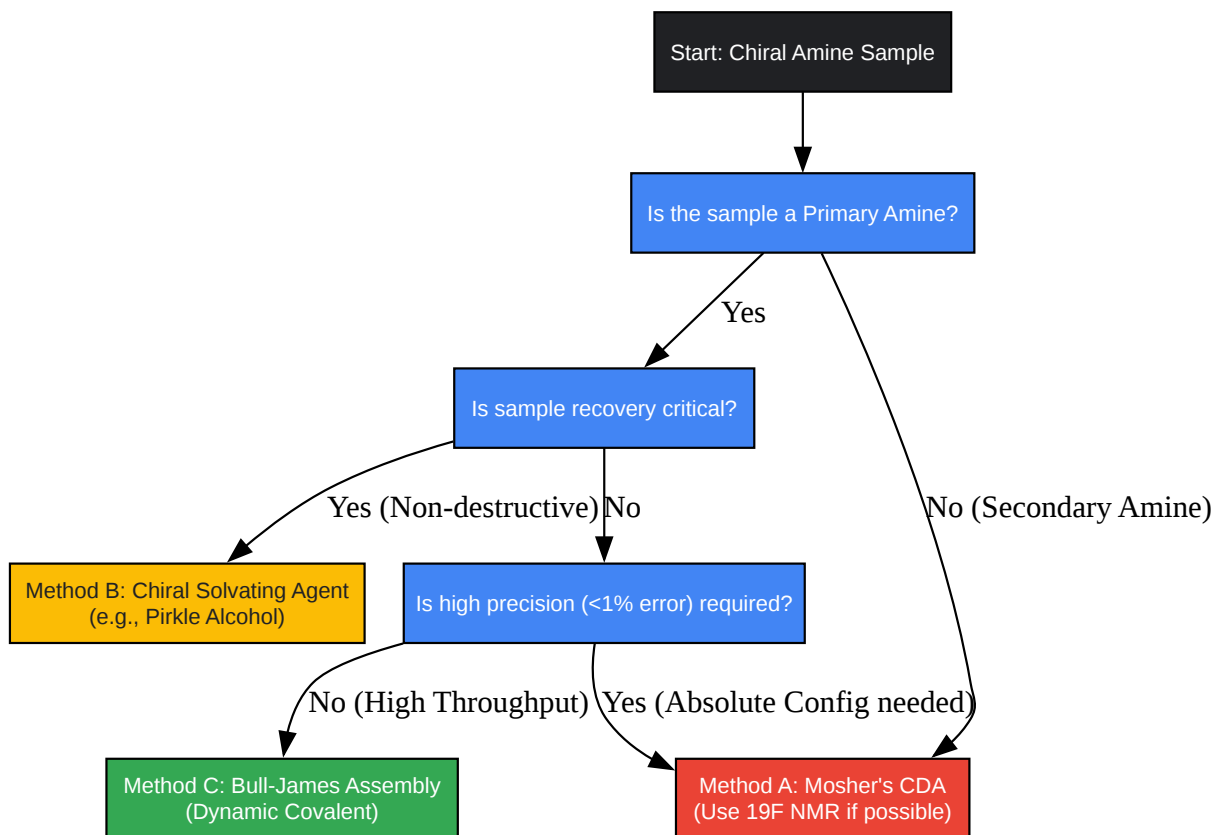 Start: Chiral Amine Sample
Is the sample a Primary Amine?
Yes
Is sample recovery critical?
Yes (Non-destructive)
No
No (Secondary Amine)
Method B: Chiral Solvating Agent
(e.g., Pirkle Alcohol)
Is high precision (<1% error) required?
No (High Throughput)
Yes (Absolute Config needed)
Method C: Bull-James Assembly
(Dynamic Covalent)
Method A: Mosher's CDA
(Use 19F NMR if possible)